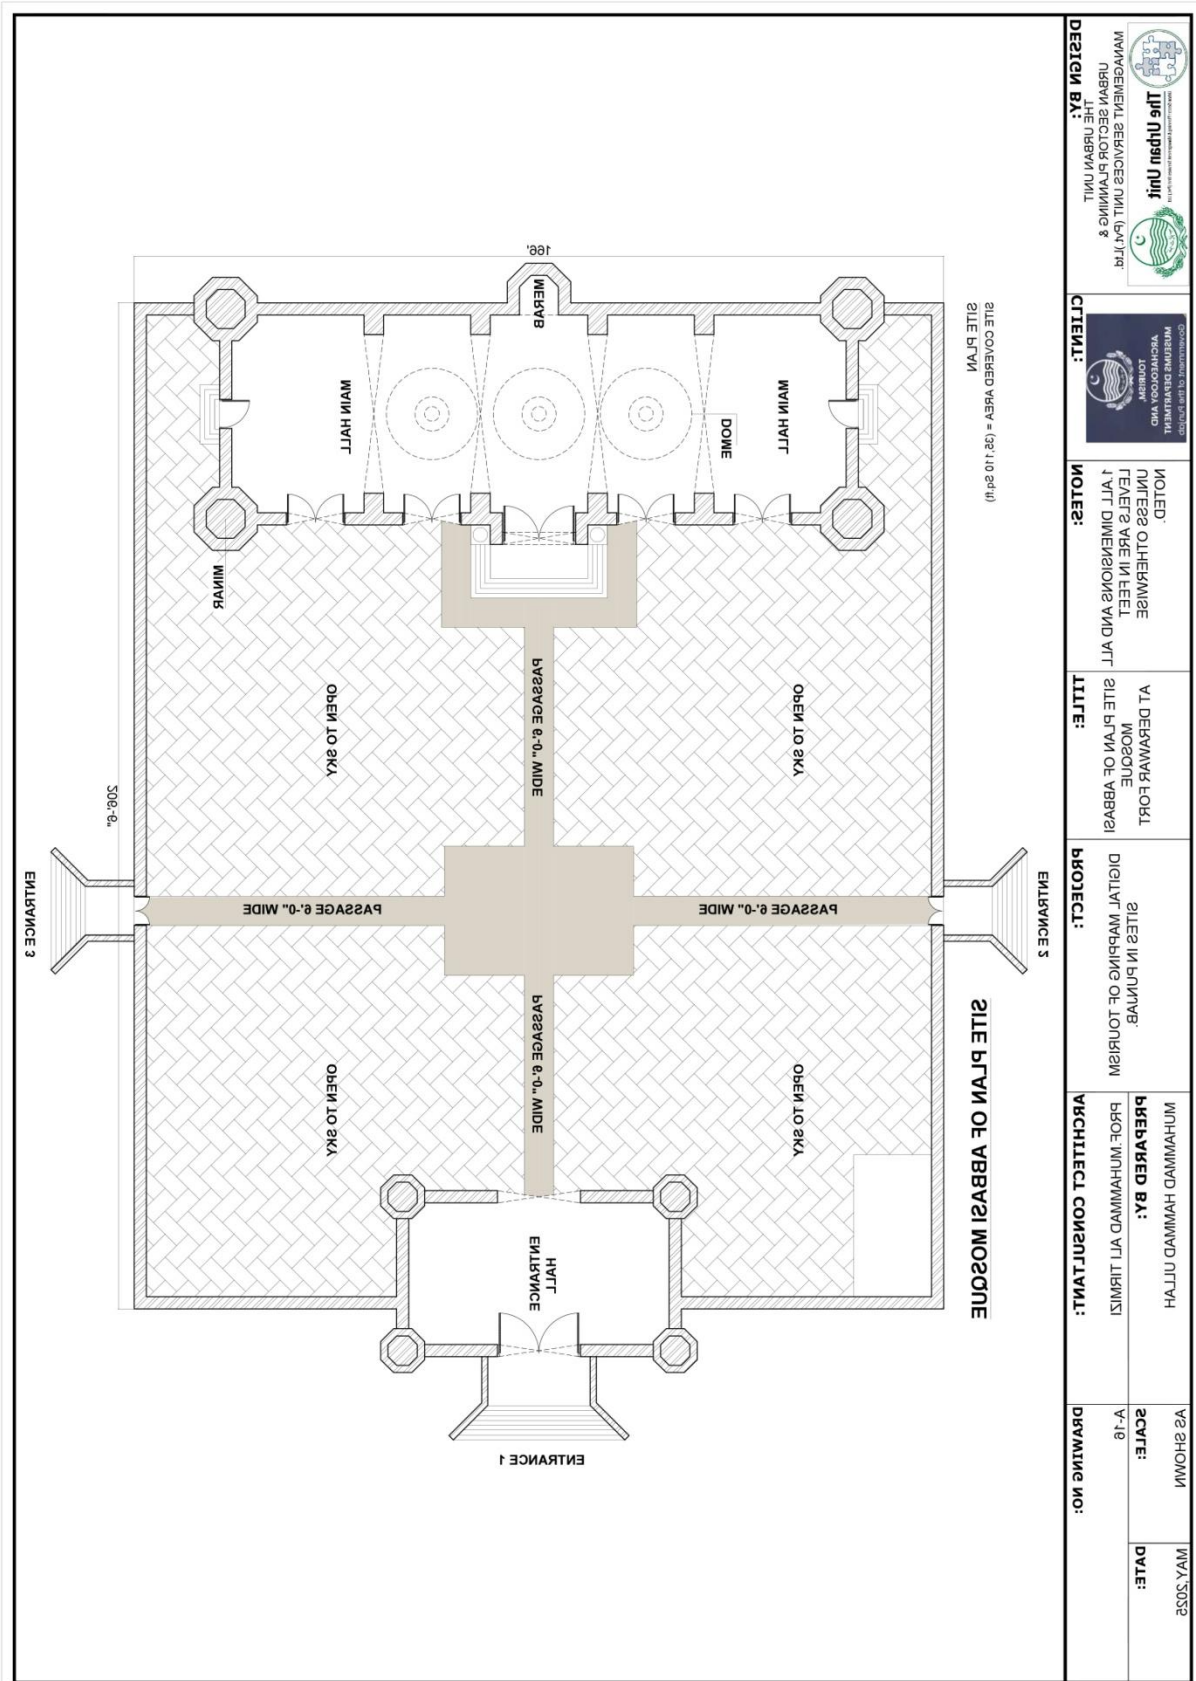 The Urban Unit
DESIGN BY:
THE URBAN UNIT
URBAN SECTOR PLANNING &
MANAGEMENT SERVICES UNIT (Pvt.)Ltd.
CLIENT:
TOURISM,
ARCHAEOLOGY AND
MUSEUMS DEPARTMENT
Government of the Punjab
NOTES:
1 ALL DIMENSIONS AND ALL
LEVELS ARE IN FEET
UNLESS OTHERWISE
NOTED.
TITLE:
SITE PLAN OF ABBASI
MOSQUE
AT DERAWAR FORT
PROJECT:
DIGITAL MAPPING OF TOURISM
SITES IN PUNJAB.
ARCHITECT CONSULTANT:
PROF. MUHAMMAD ALI TIRIMIZI
PREPARED BY:
MUHAMMAD HAMMAD ULLAH
DRAWING NO:
SCALE:
AS SHOWN
DATE:
MAY, 2025
166'
MEHRAB
MAIN HALL
MAIN HALL
DOME
MINAR
SITE PLAN
SITE COVERED AREA = (36,110 Sq.ft)
OPEN TO SKY
OPEN TO SKY
PASSAGE 6'-0" WIDE
ENTRANCE 3
PASSAGE 6'-0" WIDE
PASSAGE 6'-0" WIDE
ENTRANCE 2
PASSAGE 6'-0" WIDE
OPEN TO SKY
OPEN TO SKY
ENTRANCE
HALL
ENTRANCE 1
SITE PLAN OF ABBASI MOSQUE